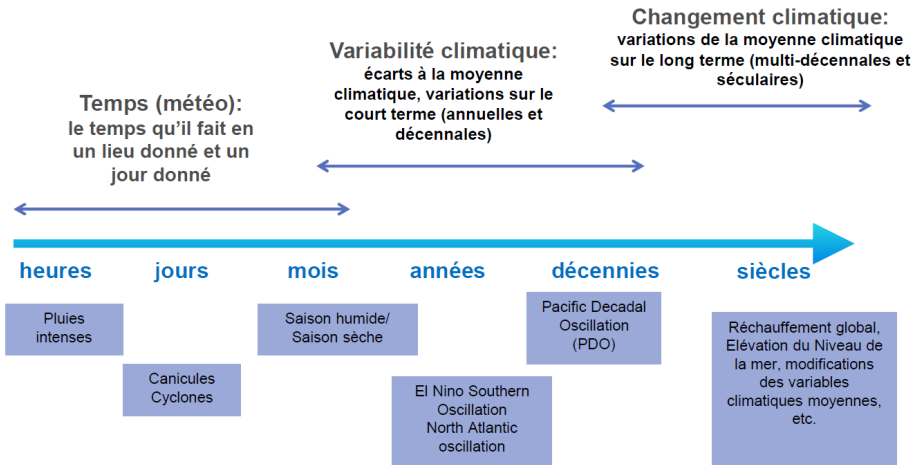 Changement climatique:
variations de la moyenne climatique
sur le long terme (multi-décennales et
séculaires)
Variabilité climatique:
écarts à la moyenne
climatique, variations sur le
court terme (annuelles et
décennales)
Temps (météo):
le temps qu’il fait en
un lieu donné et un
jour donné
heures
jours
mois
années
décennies
siècles
Pluies
intenses
Canicules
Cyclones
Saison humide/
Saison sèche
El Nino Southern
Oscillation
North Atlantic
oscillation
Pacific Decadal
Oscillation
(PDO)
Réchauffement global,
Elévation du Niveau de
la mer, modifications
des variables
climatiques moyennes,
etc.